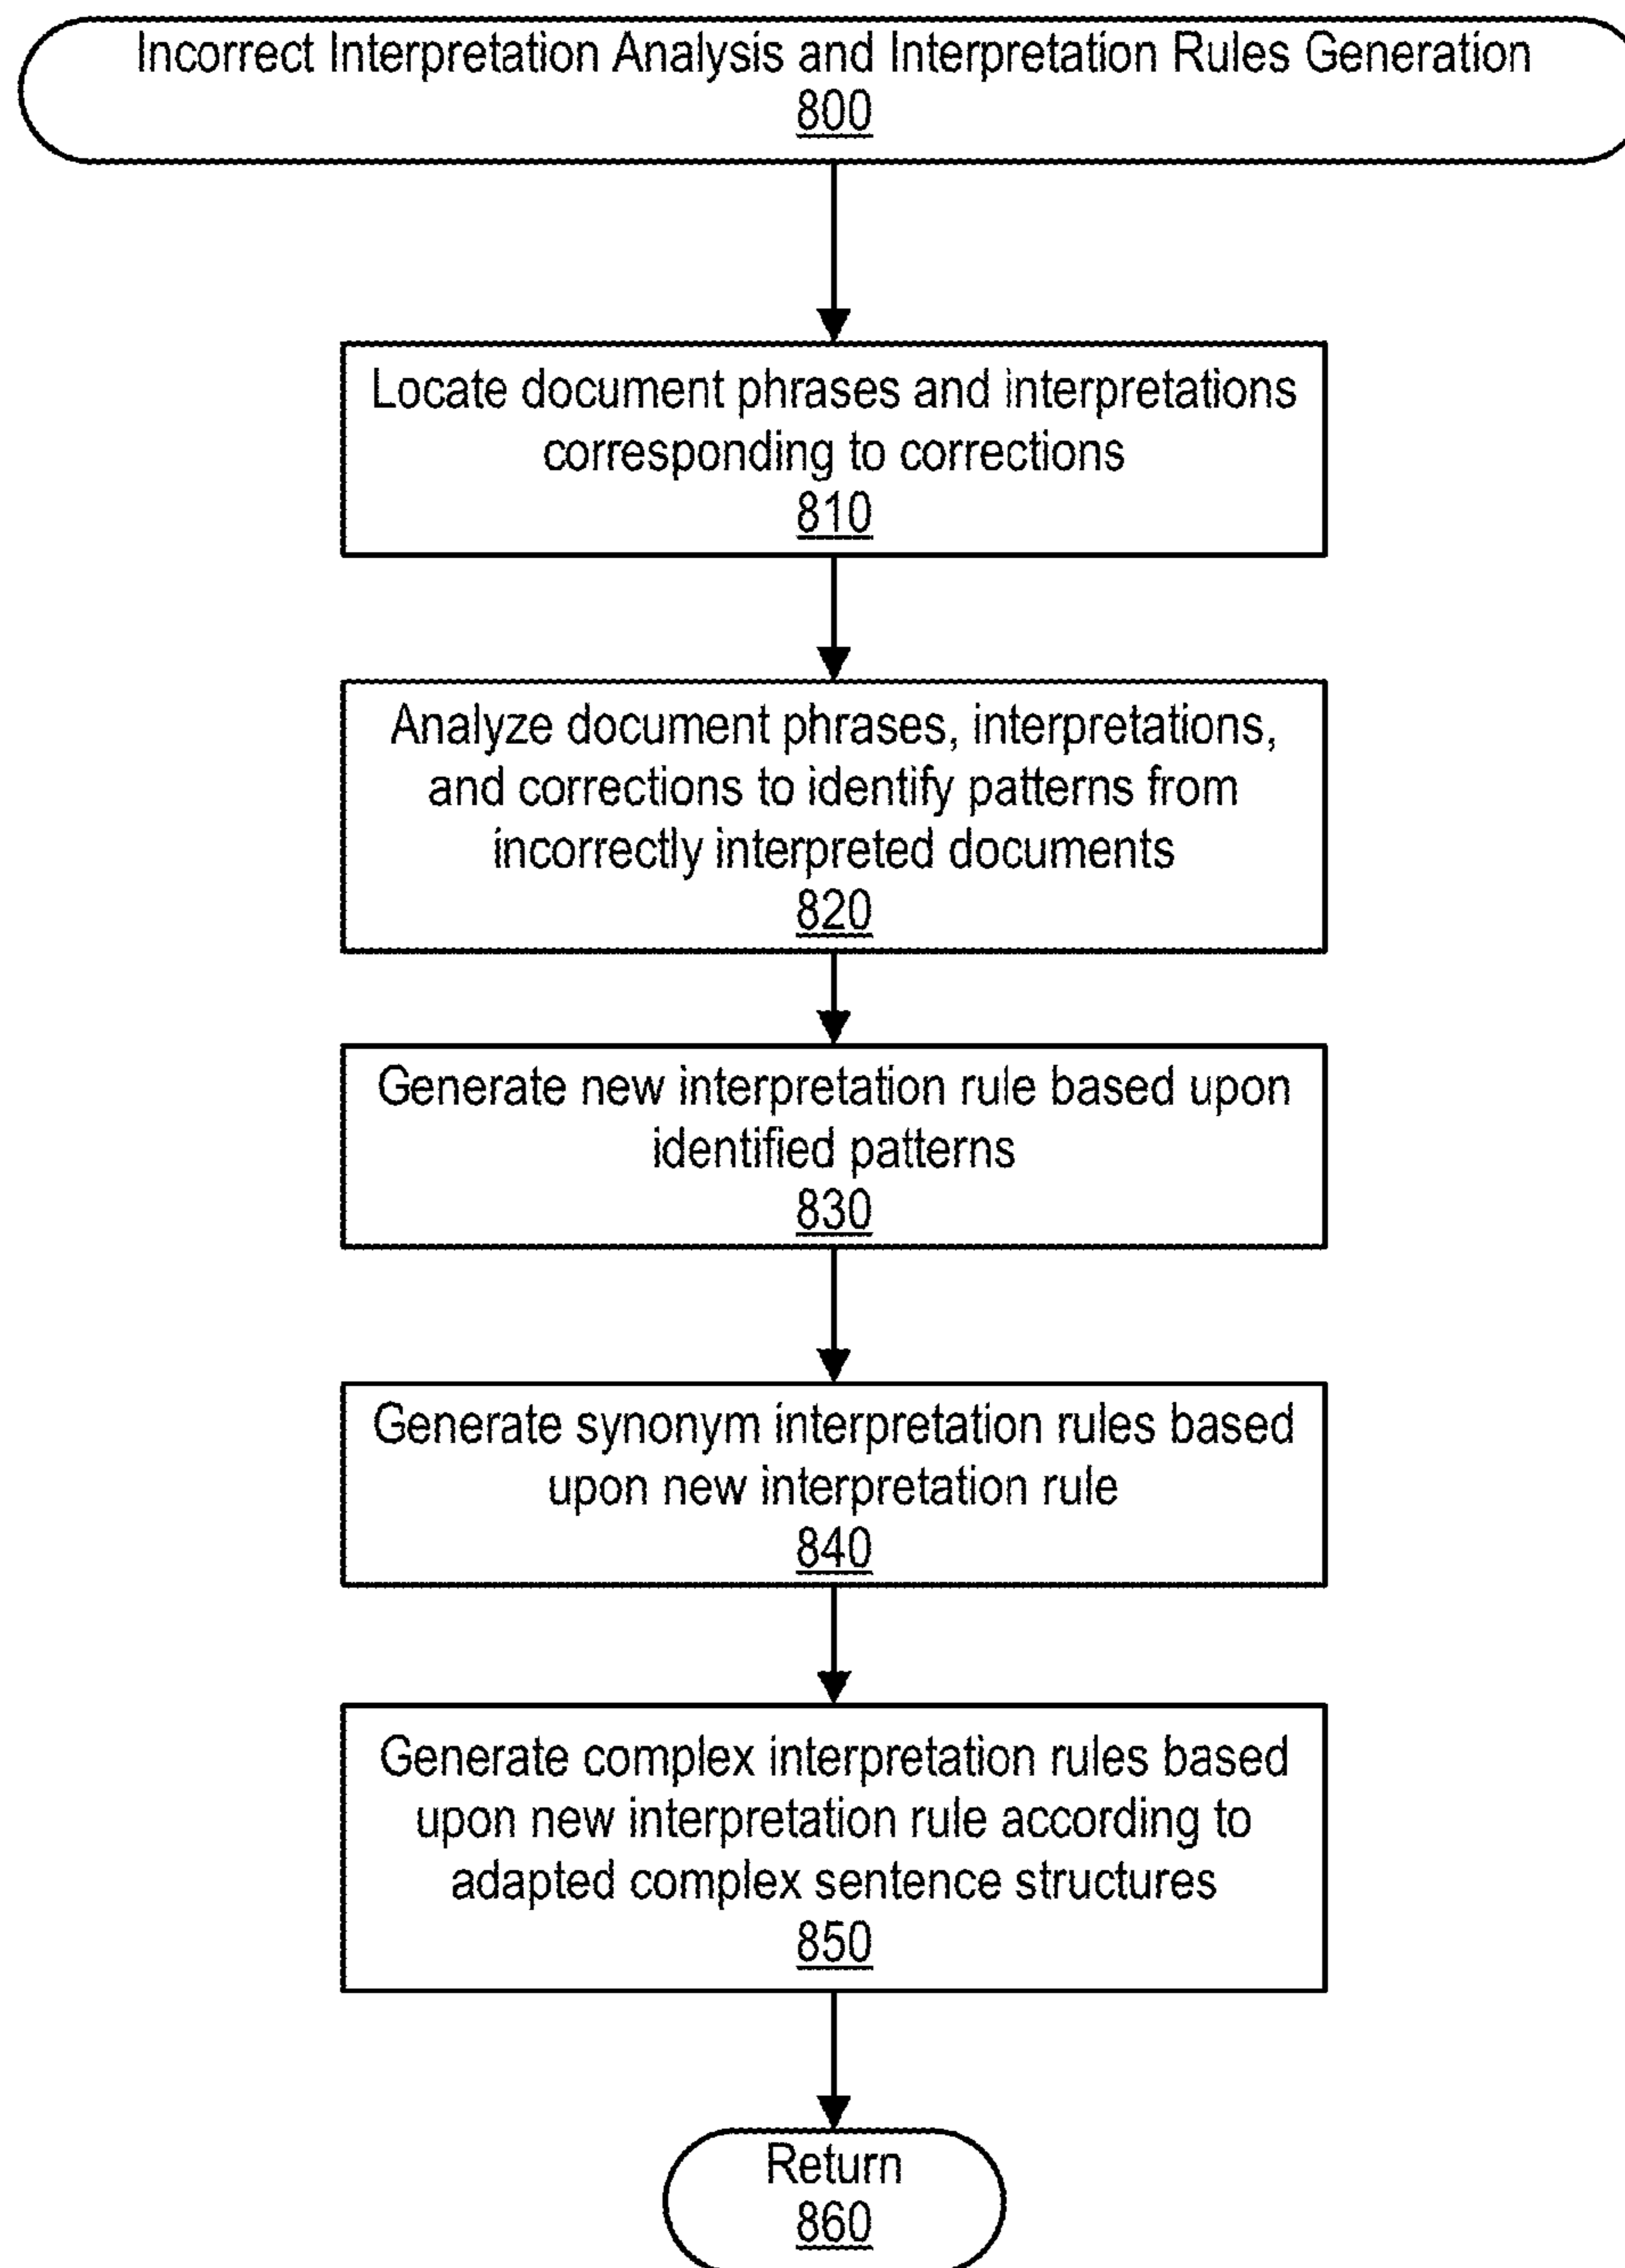 Incorrect Interpretation Analysis and Interpretation Rules Generation
800
Locate document phrases and interpretations
corresponding to corrections
810
Analyze document phrases, interpretations,
and corrections to identify patterns from
incorrectly interpreted documents
820
Generate new interpretation rule based upon
identified patterns
830
Generate synonym interpretation rules based
upon new interpretation rule
840
Generate complex interpretation rules based
upon new interpretation rule according to
adapted complex sentence structures
850
Return
860